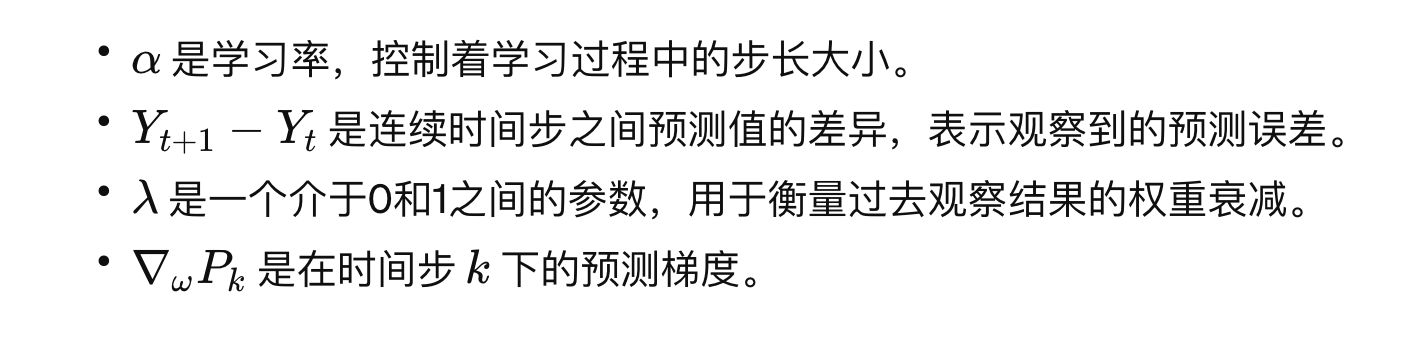 • α 是学习率，控制着学习过程中的步长大小。
• Y_{t+1} − Y_t 是连续时间步之间预测值的差异，表示观察到的预测误差。
• λ 是一个介于0和1之间的参数，用于衡量过去观察结果的权重衰减。
• ∇_ω P_k 是在时间步 k 下的预测梯度。